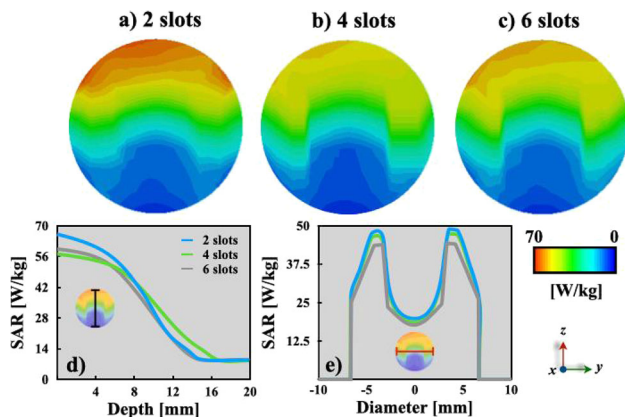 a) 2 slots
b) 4 slots
c) 6 slots
70
56
42
28
14
0
SAR [W/kg]
2 slots
4 slots
6 slots
d)
4
8
12
16
20
Depth [mm]
50
37.5
25
12.5
SAR [W/kg]
e)
-10
-5
0
5
10
Diameter [mm]
70
0
[W/kg]
z
x
y